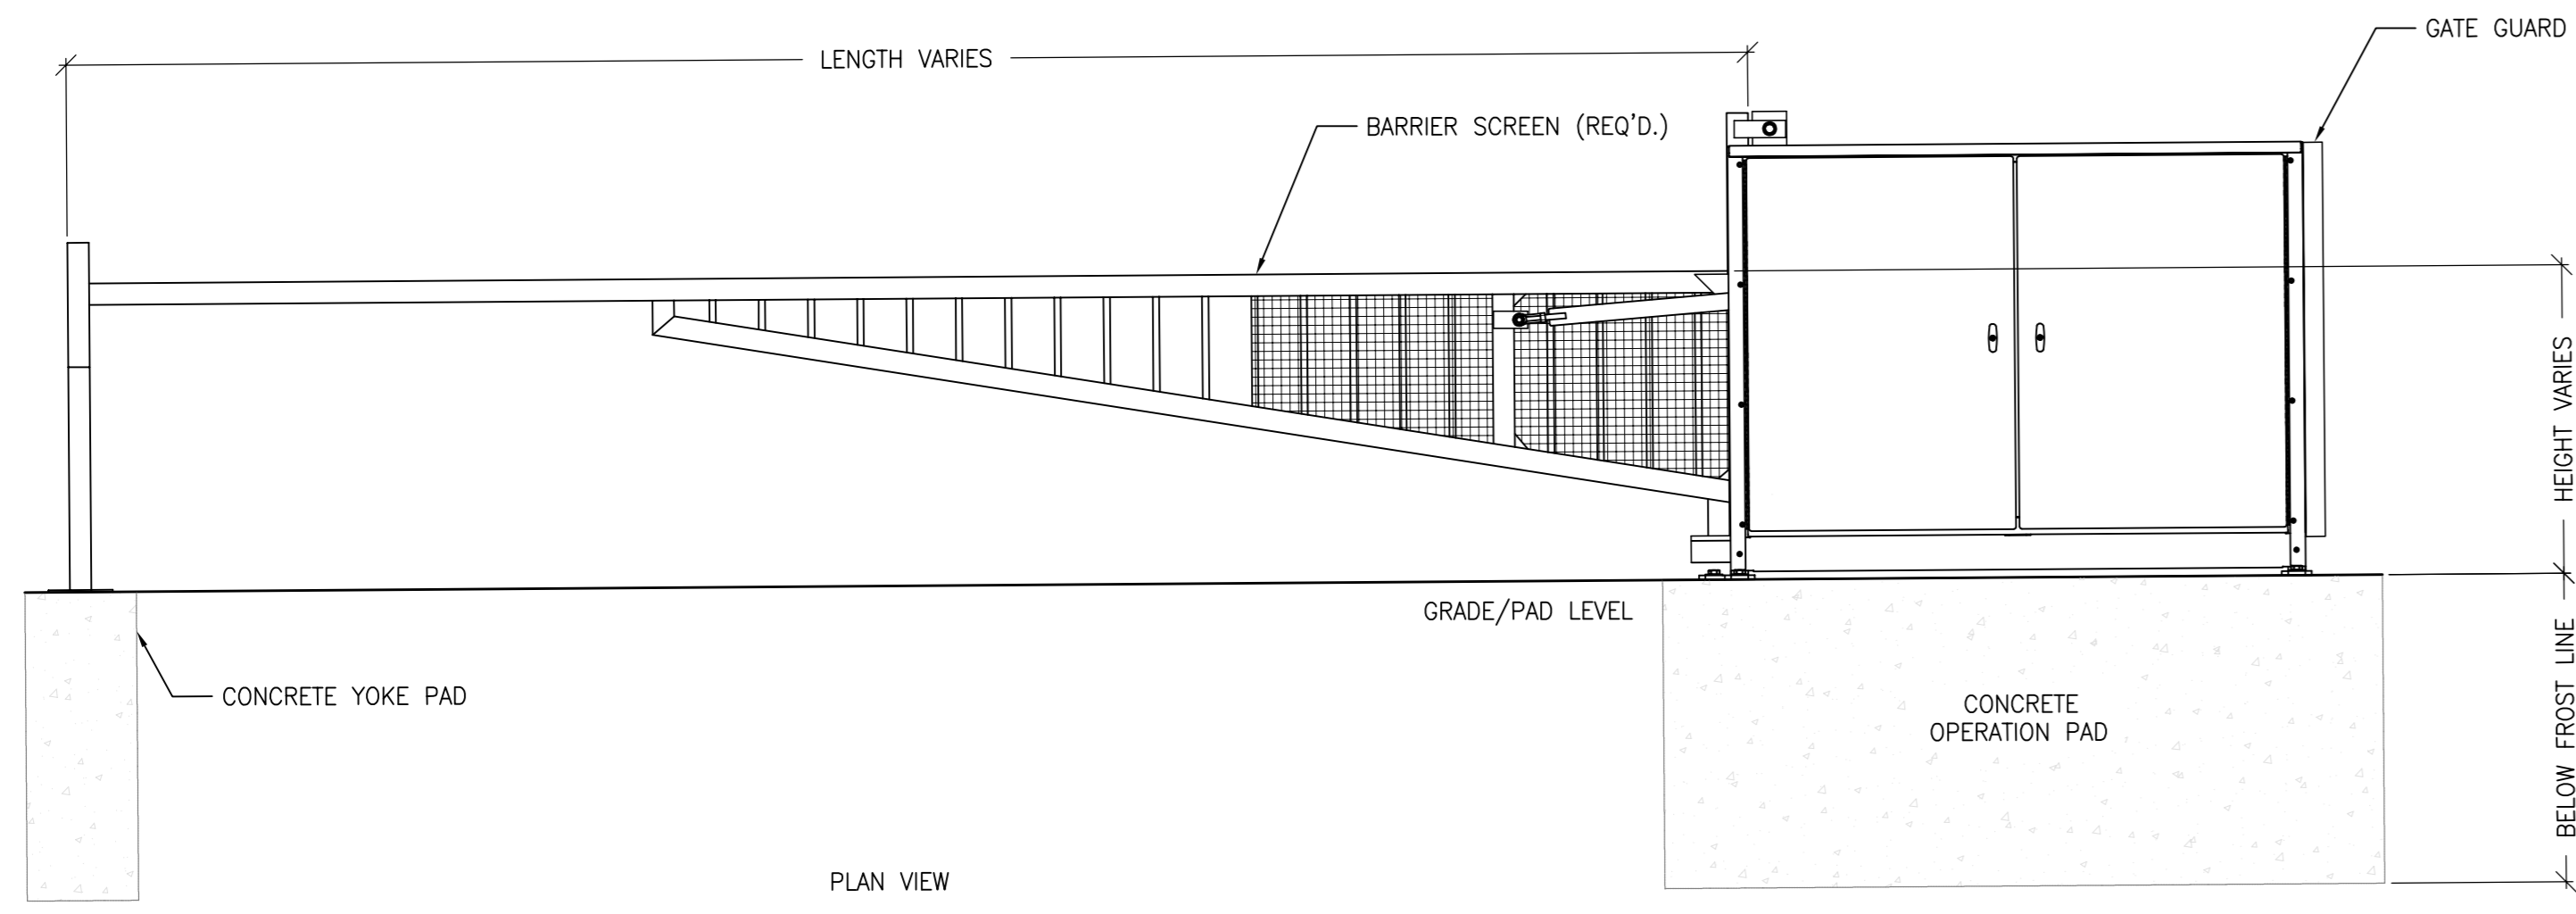 GATE GUARD
LENGTH VARIES
BARRIER SCREEN (REQ'D.)
HEIGHT VARIES
GRADE/PAD LEVEL
CONCRETE YOKE PAD
CONCRETE
OPERATION PAD
BELOW FROST LINE
PLAN VIEW